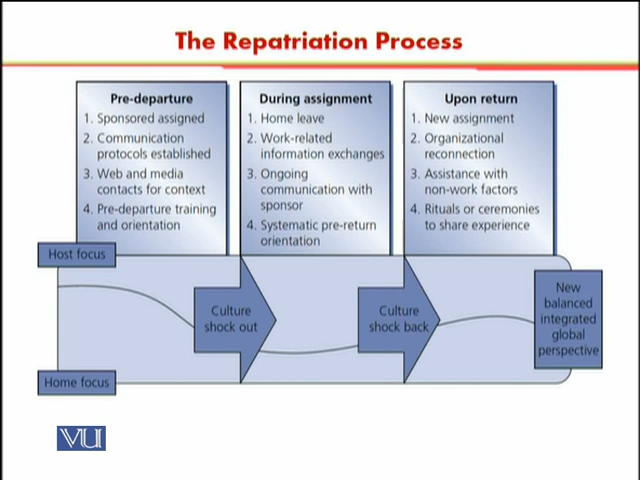 The Repatriation Process
Pre-departure
1. Sponsored assigned
2. Communication
protocols established
3. Web and media
contacts for context
4. Pre-departure training
and orientation
During assignment
1. Home leave
2. Work-related
information exchanges
3. Ongoing
communication with
sponsor
4. Systematic pre-return
orientation
Upon return
1. New assignment
2. Organizational
reconnection
3. Assistance with
non-work factors
4. Rituals or ceremonies
to share experience
Host focus
Culture
shock out
Culture
shock back
New
balanced
integrated
global
perspective
Home focus
VU